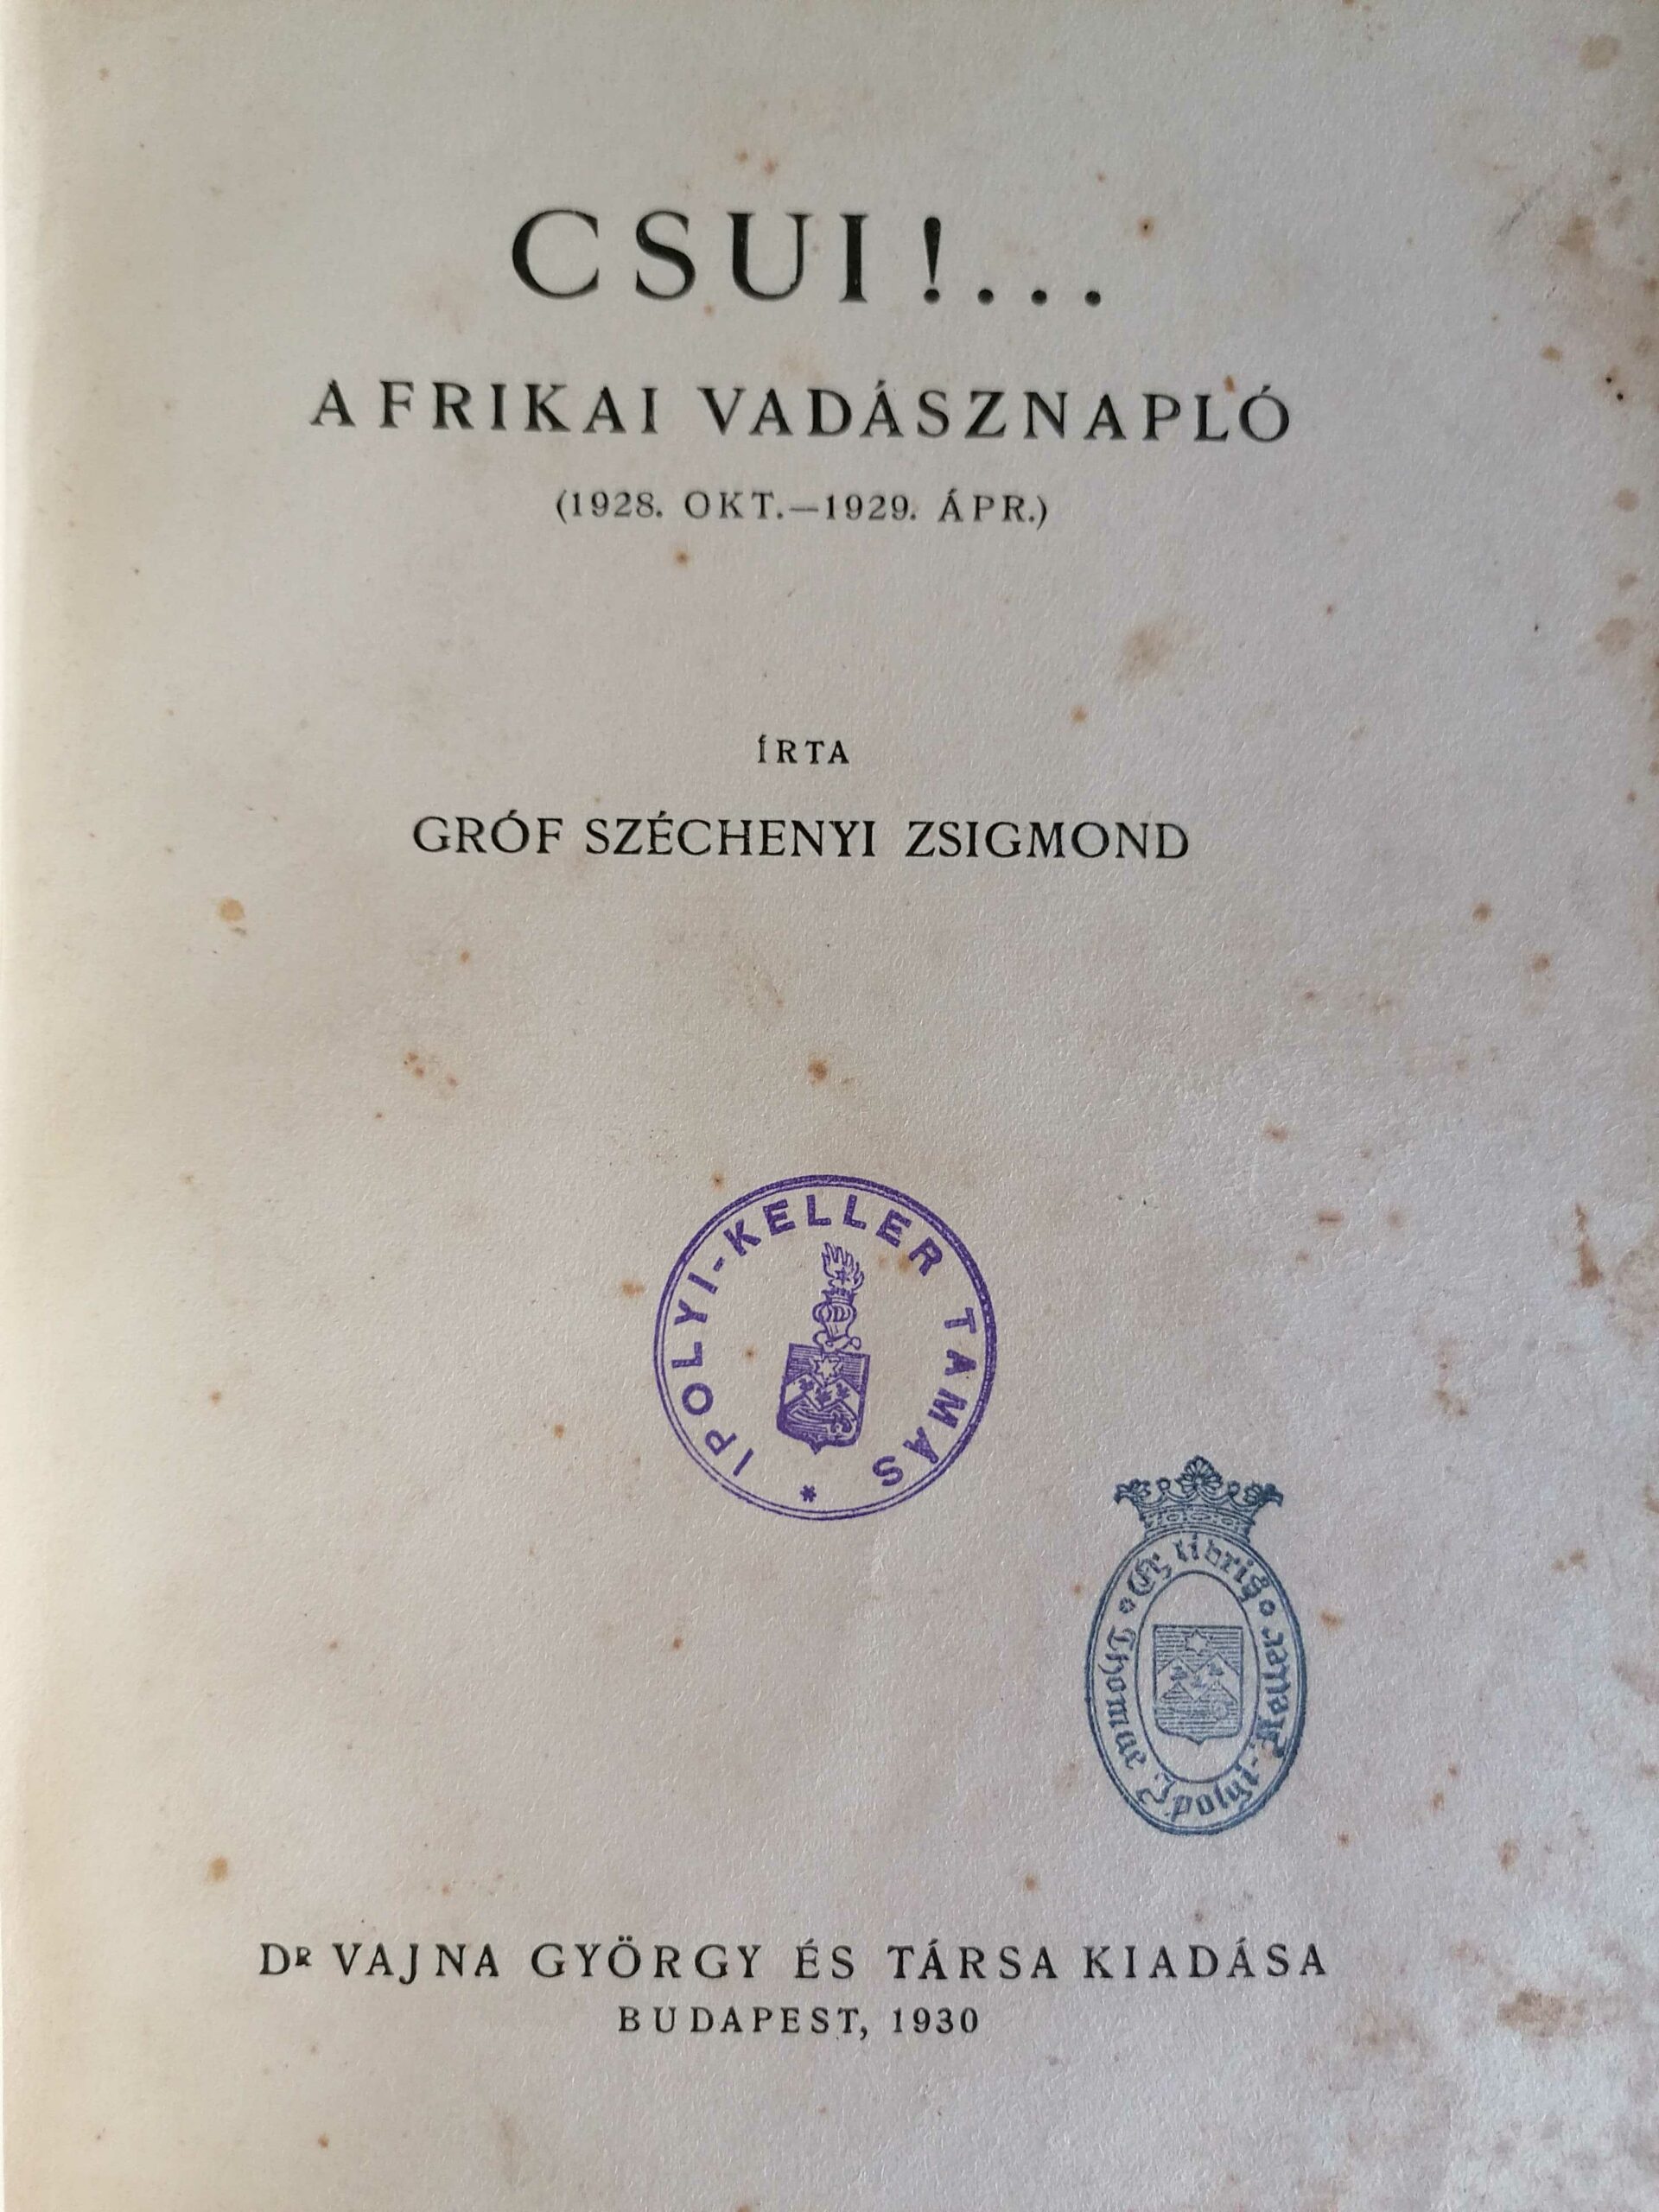 CSUI!...
AFRIKAI VADÁSZNAPLÓ
(1928. OKT.—1929. ÁPR.)
ÍRTA
GRÓF SZÉCHENYI ZSIGMOND
IPOLYI-KELLER TAMÁS *
Ex libris
Thomae Ipolyi-Keller
DR VAJNA GYÖRGY ÉS TÁRSA KIADÁSA
BUDAPEST, 1930